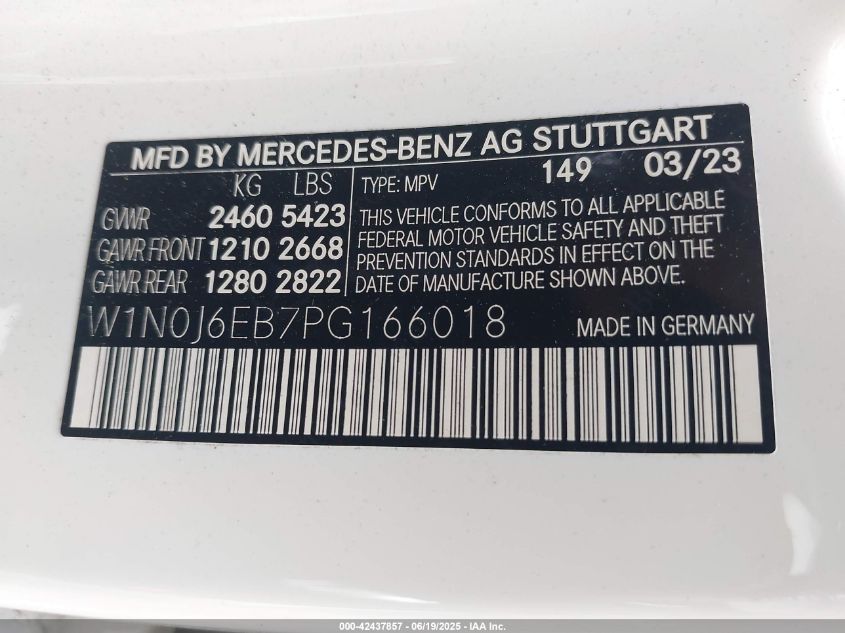 MFD BY MERCEDES-BENZ AG STUTTGART
KG LBS
GVWR 2460 5423
GAWR FRONT 1210 2668
GAWR REAR 1280 2822
TYPE: MPV 149 03/23
THIS VEHICLE CONFORMS TO ALL APPLICABLE
FEDERAL MOTOR VEHICLE SAFETY AND THEFT
PREVENTION STANDARDS IN EFFECT ON THE
DATE OF MANUFACTURE SHOWN ABOVE.
W1N0J6EB7PG166018 MADE IN GERMANY
000-42437857 - 06/19/2025 - IAA Inc.